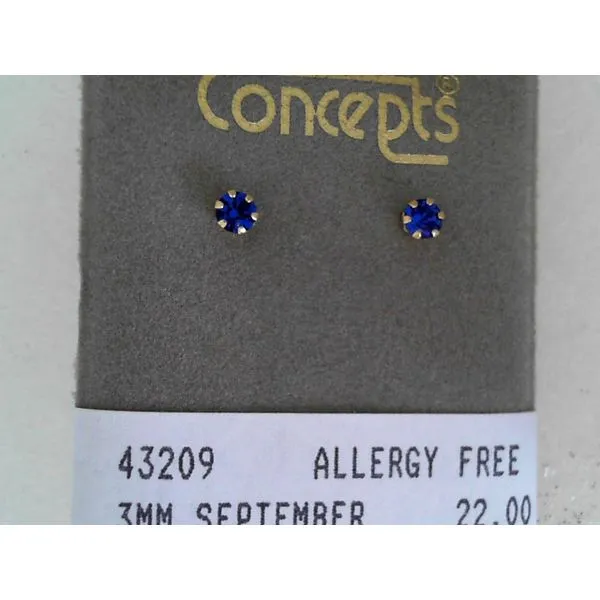 Concepts®
43209 ALLERGY FREE
3MM SEPTEMBER 22.00